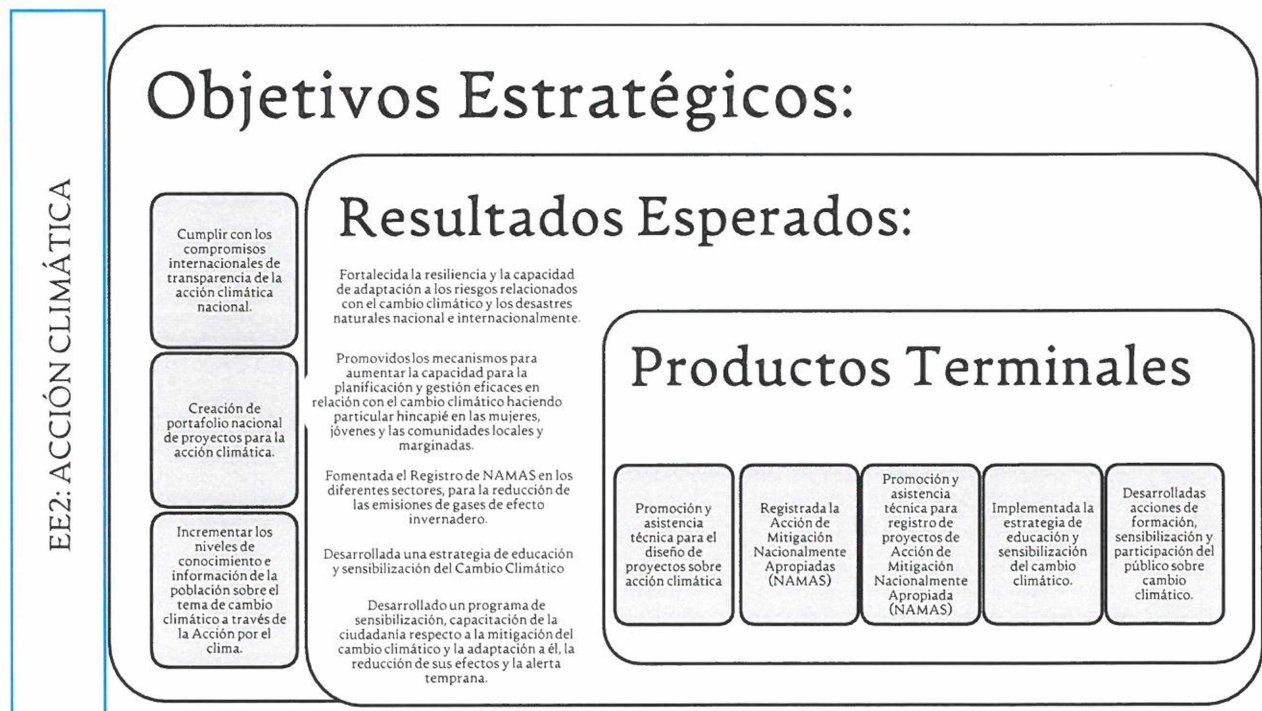 EE2: ACCIÓN CLIMÁTICA
Objetivos Estratégicos:
Cumplir con los
compromisos
internacionales de
transparencia de la
acción climática
nacional.
Creación de
portafolio nacional
de proyectos para la
acción climática.
Incrementar los
niveles de
conocimiento e
información de la
población sobre el
tema de cambio
climático a través de
la Acción por el
clima.
Resultados Esperados:
Fortalecida la resiliencia y la capacidad
de adaptación a los riesgos relacionados
con el cambio climático y los desastres
naturales nacional e internacionalmente.
Promovidos los mecanismos para
aumentar la capacidad para la
planificación y gestión eficaces en
relación con el cambio climático haciendo
particular hincapié en las mujeres,
jóvenes y las comunidades locales y
marginadas.
Fomentada el Registro de NAMAS en los
diferentes sectores, para la reducción de
las emisiones de gases de efecto
invernadero.
Desarrollada una estrategia de educación
y sensibilización del Cambio Climático
Desarrollado un programa de
sensibilización, capacitación de la
ciudadanía respecto a la mitigación del
cambio climático y la adaptación a él, la
reducción de sus efectos y la alerta
temprana.
Productos Terminales
Promoción y
asistencia
técnica para el
diseño de
proyectos sobre
acción climática
Registrada la
Acción de
Mitigación
Nacionalmente
Apropiadas
(NAMAS)
Promoción y
asistencia
técnica para
registro de
proyectos de
Acción de
Mitigación
Nacionalmente
Apropiada
(NAMAS)
Implementada la
estrategia de
educación y
sensibilización
del cambio
climático.
Desarrolladas
acciones de
formación,
sensibilización y
participación del
público sobre
cambio
climático.